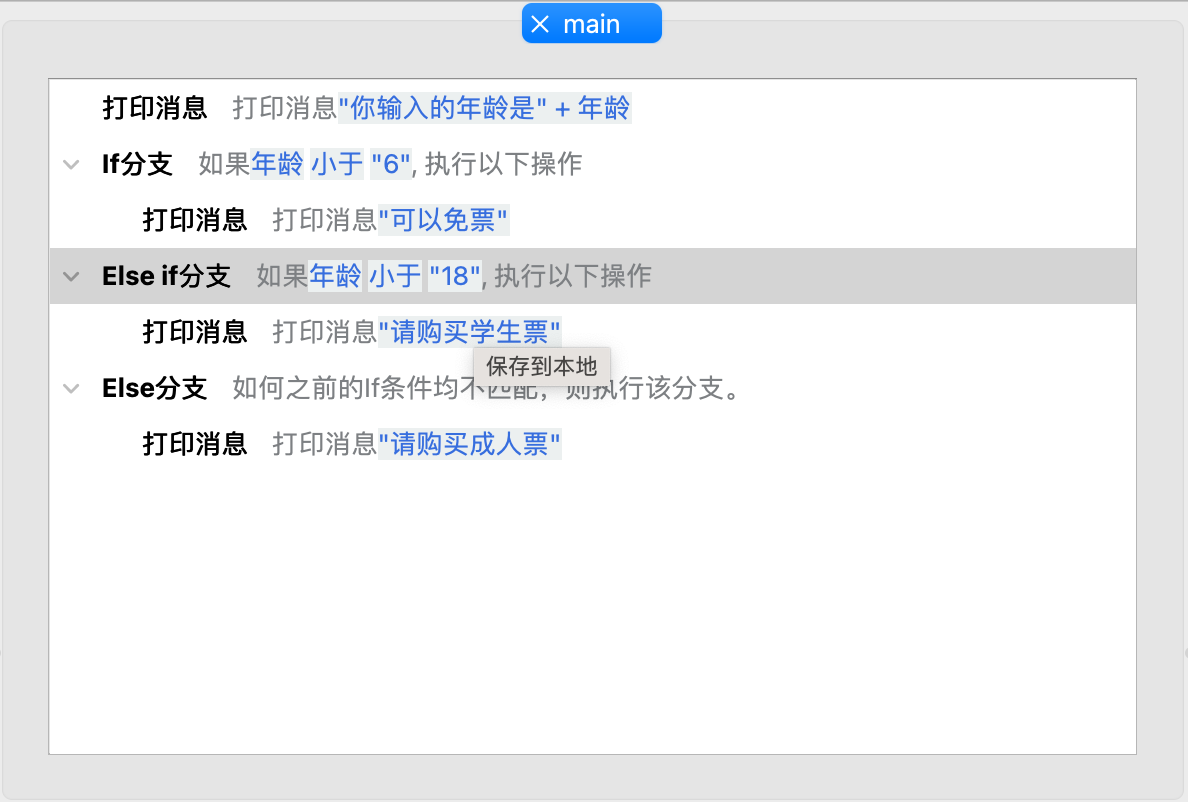 main
打印消息 打印消息"你输入的年龄是" + 年龄
If分支 如果年龄 小于 "6", 执行以下操作
打印消息 打印消息"可以免票"
Else if分支 如果年龄 小于 "18", 执行以下操作
打印消息 打印消息"请购买学生票"
保存到本地
Else分支 如何之前的If条件均不匹配，则执行该分支。
打印消息 打印消息"请购买成人票"